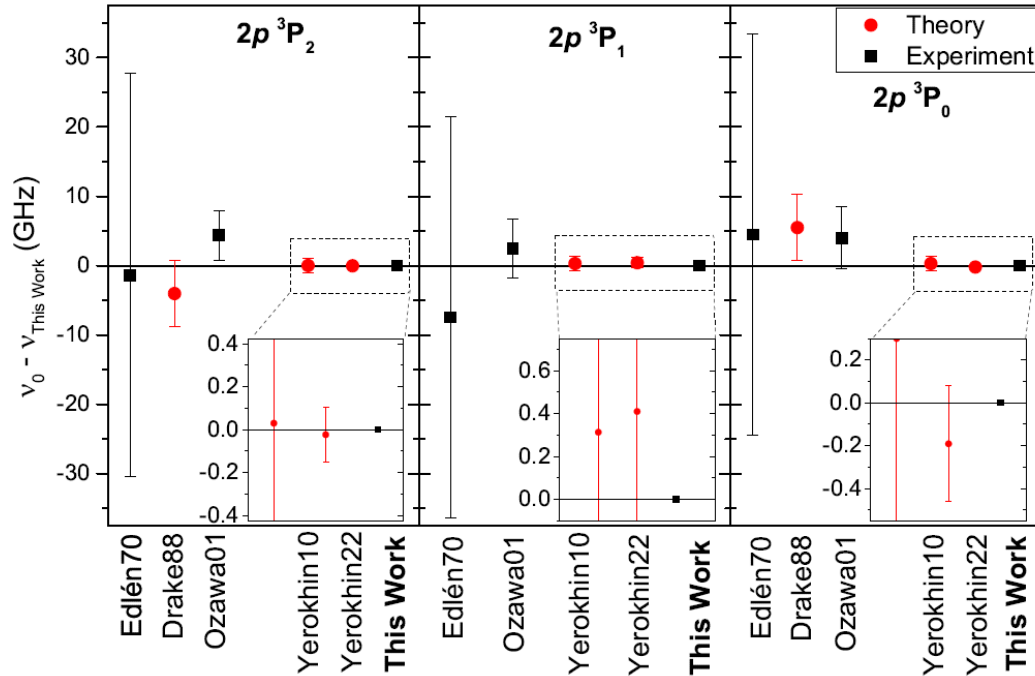 2p ³P₂
2p ³P₁
2p ³P₀
Theory
Experiment
ν₀ - ν_This Work (GHz)
30
20
10
0
-10
-20
-30
0.4
0.2
0.0
-0.2
-0.4
0.6
0.4
0.2
0.0
0.2
0.0
-0.2
-0.4
Edlén70
Drake88
Ozawa01
Yerokhin10
Yerokhin22
This Work
Edlén70
Ozawa01
Yerokhin10
Yerokhin22
This Work
Edlén70
Drake88
Ozawa01
Yerokhin10
Yerokhin22
This Work